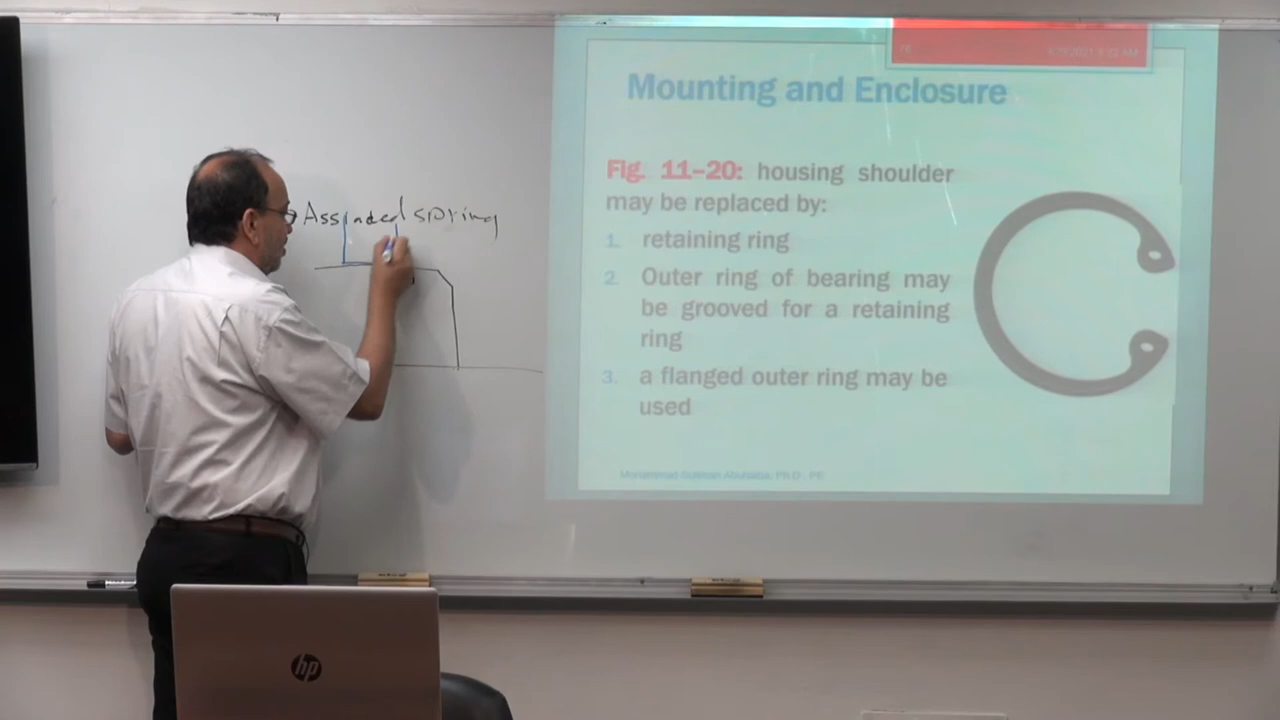 Mounting and Enclosure
Fig. 11–20: housing shoulder
may be replaced by:
1. retaining ring
2. Outer ring of bearing may
be grooved for a retaining
ring
3. a flanged outer ring may be
used
spring
hp